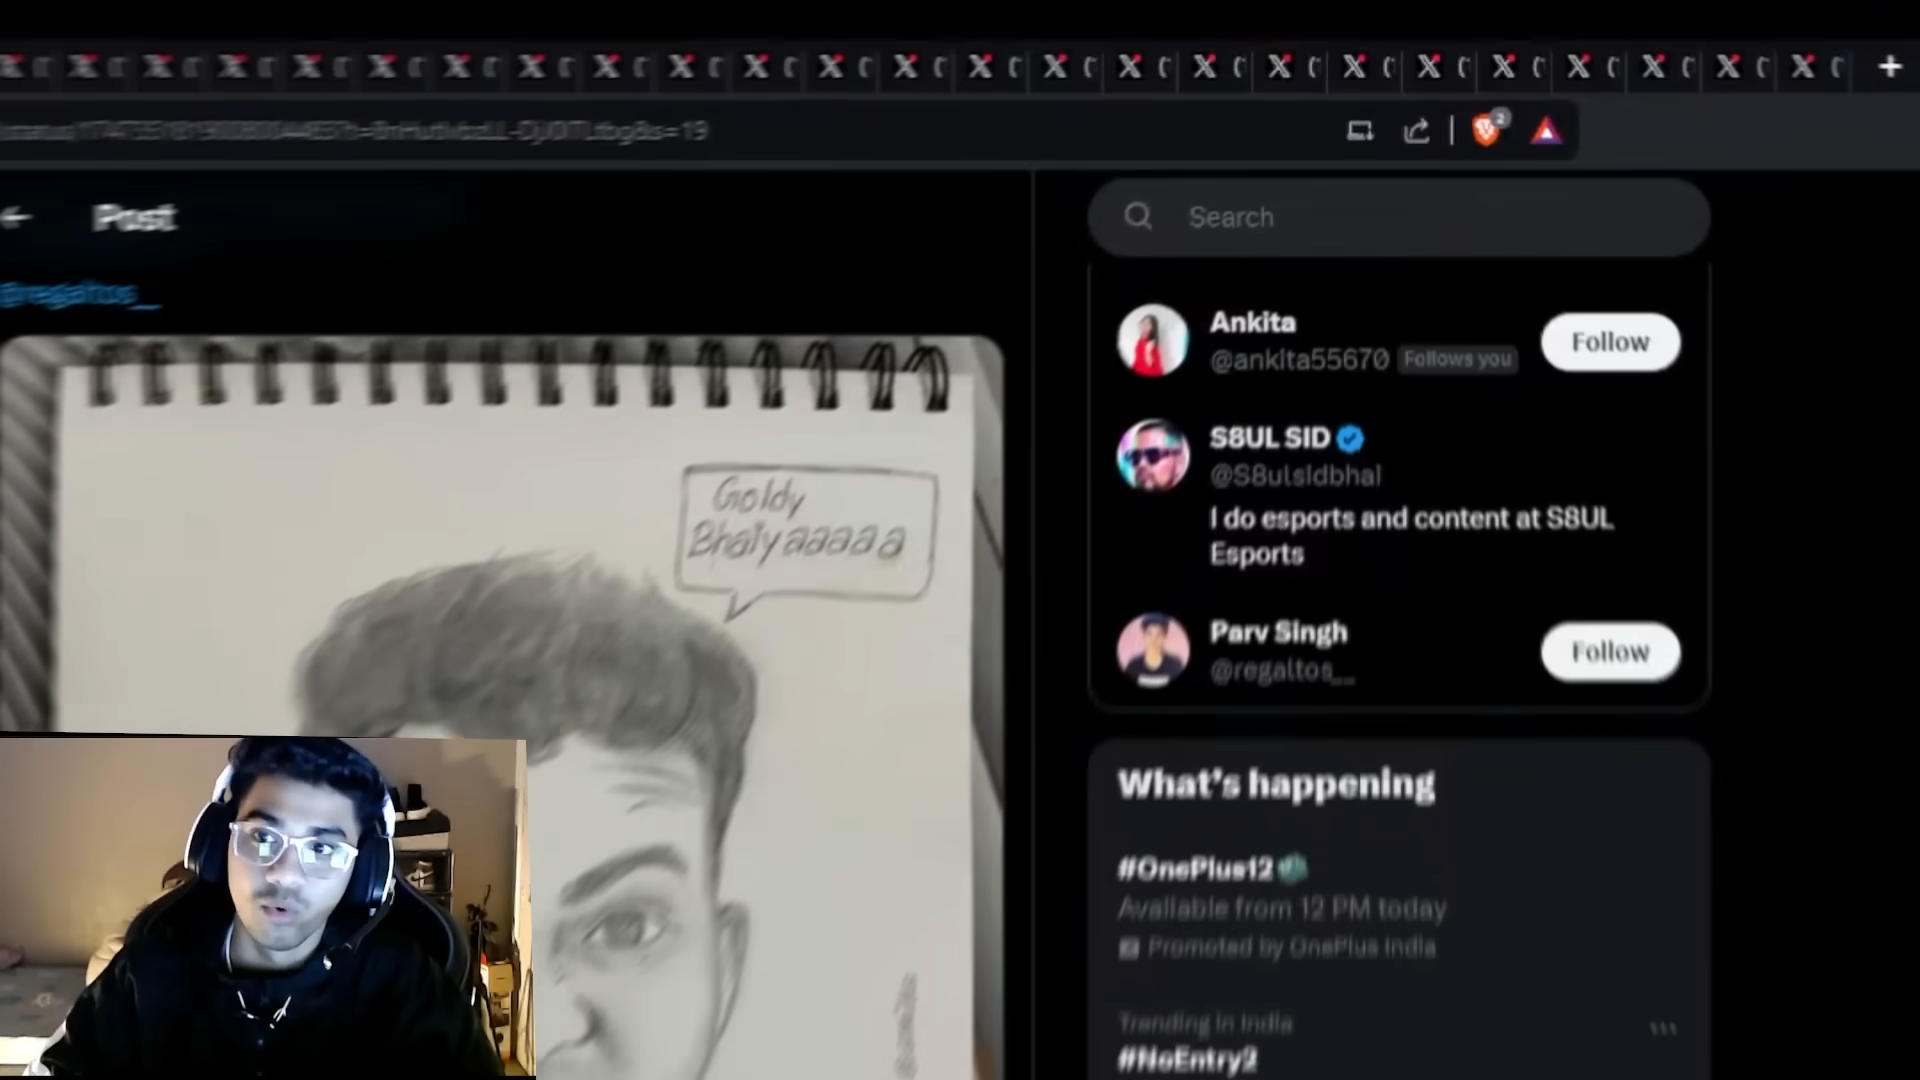 Post
@regaltos__
Goldy
Bhaiyaaaaa
Search
Ankita
@ankita55670 Follows you
Follow
S8UL SID
@S8ulsidbhai
I do esports and content at S8UL
Esports
Parv Singh
@regaltos__
Follow
What's happening
#OnePlus12
Available from 12 PM today
Promoted by OnePlus India
Trending in India
#NoEntry2